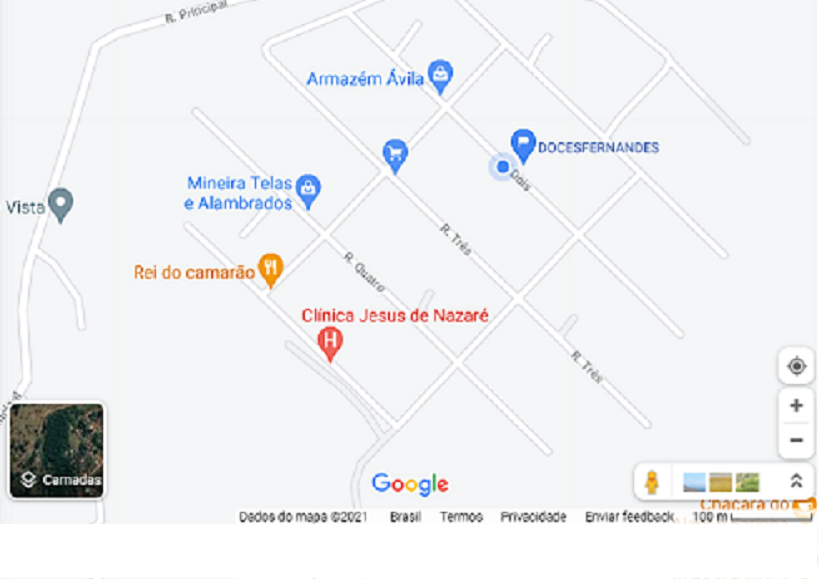 R. Principal
Armazém Ávila
DOCESFERNANDES
Dois
Mineira Telas
e Alambrados
Vista
R. Três
R. Quatro
Rei do camarão
Clínica Jesus de Nazaré
H
R. Três
Camadas
Google
Chácara do
Dados do mapa ©2021 Brasil Termos Privacidade Enviar feedback 100 m